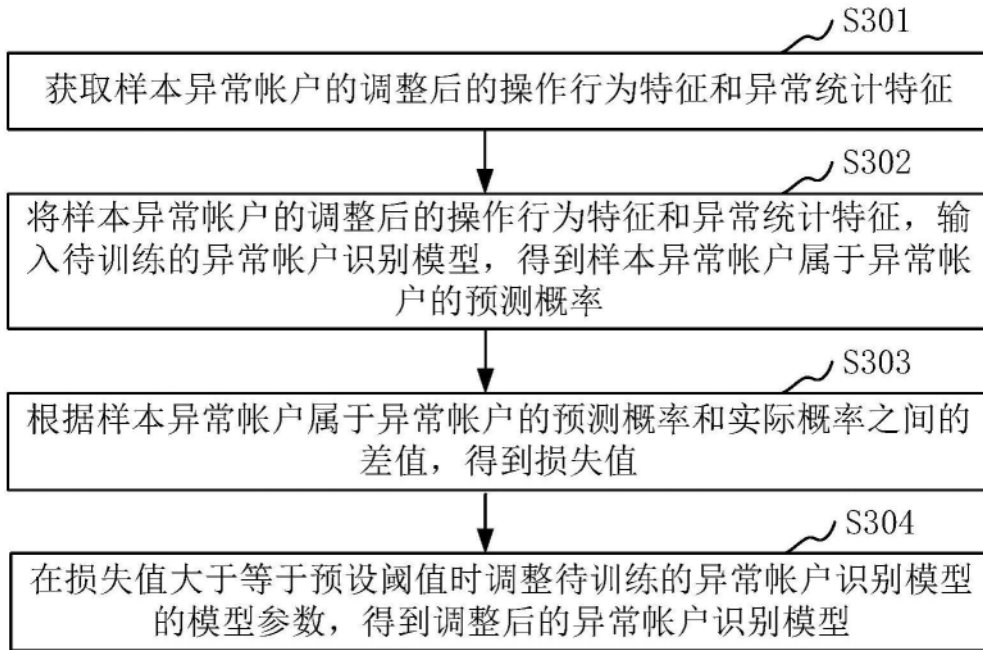 S301
获取样本异常帐户的调整后的操作行为特征和异常统计特征
S302
将样本异常帐户的调整后的操作行为特征和异常统计特征，输
入待训练的异常帐户识别模型，得到样本异常帐户属于异常帐
户的预测概率
S303
根据样本异常帐户属于异常帐户的预测概率和实际概率之间的
差值，得到损失值
S304
在损失值大于等于预设阈值时调整待训练的异常帐户识别模型
的模型参数，得到调整后的异常帐户识别模型